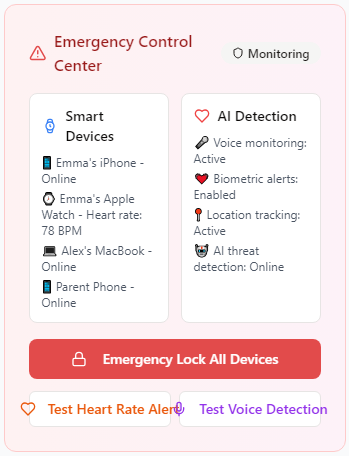 Emergency Control
Center
Monitoring
Smart
Devices
Emma's iPhone -
Online
Emma's Apple
Watch - Heart rate:
78 BPM
Alex's MacBook -
Online
Parent Phone -
Online
AI Detection
Voice monitoring:
Active
Biometric alerts:
Enabled
Location tracking:
Active
AI threat
detection: Online
Emergency Lock All Devices
Test Heart Rate Alert
Test Voice Detection